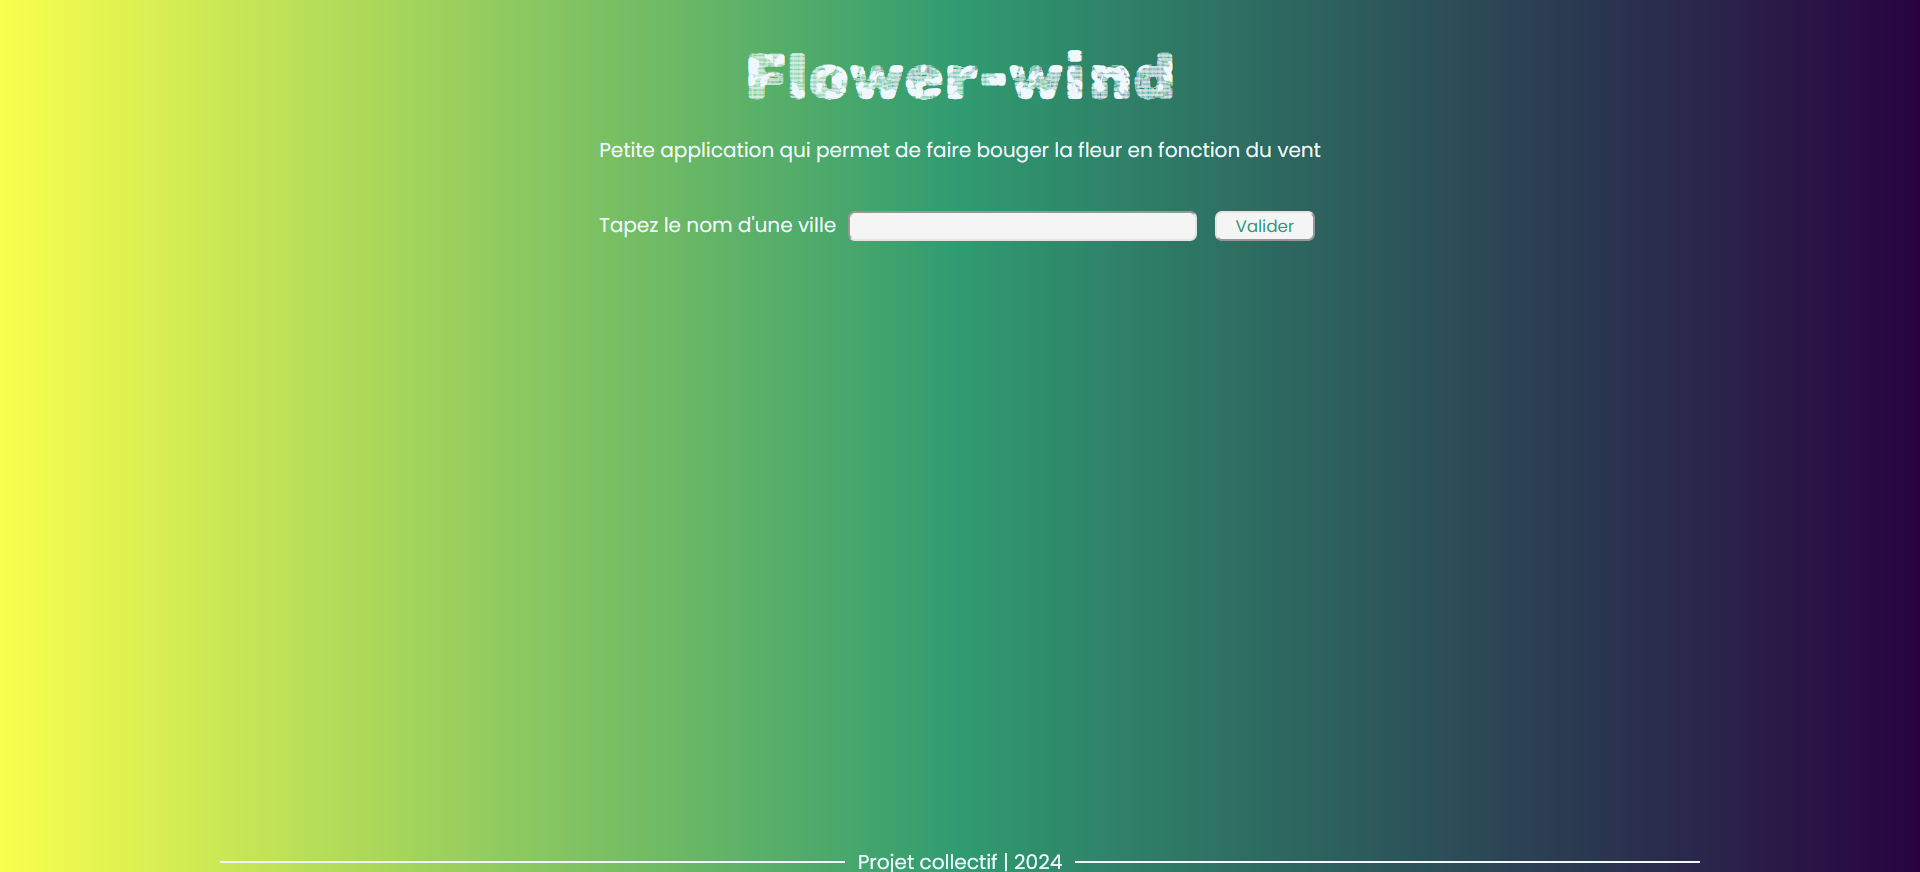 Flower-wind
Petite application qui permet de faire bouger la fleur en fonction du vent
Tapez le nom d'une ville Valider
Projet collectif | 2024